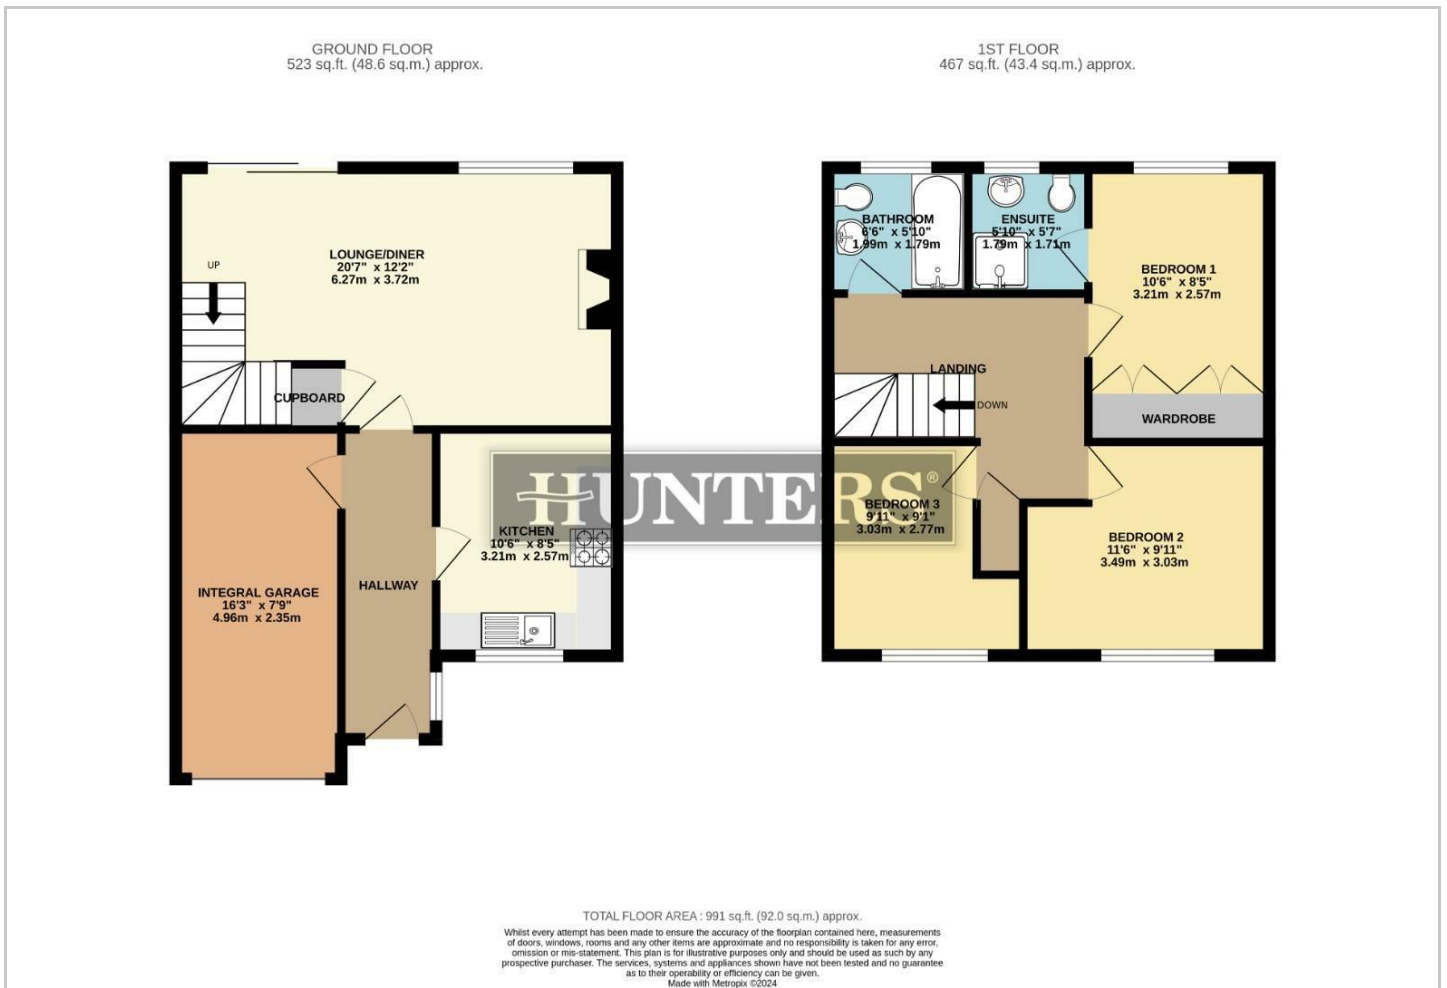 GROUND FLOOR
523 sq.ft. (48.6 sq.m.) approx.
1ST FLOOR
467 sq.ft. (43.4 sq.m.) approx.
LOUNGE/DINER
20'7" x 12'2"
6.27m x 3.72m
UP
CUPBOARD
INTEGRAL GARAGE
16'3" x 7'9"
4.96m x 2.35m
HALLWAY
KITCHEN
10'6" x 8'5"
3.21m x 2.57m
HUNTERS®
BATHROOM
6'6" x 5'10"
1.99m x 1.79m
ENSUITE
5'10" x 5'7"
1.79m x 1.71m
BEDROOM 1
10'6" x 8'5"
3.21m x 2.57m
LANDING
DOWN
WARDROBE
BEDROOM 3
9'11" x 9'1"
3.03m x 2.77m
BEDROOM 2
11'6" x 9'11"
3.49m x 3.03m
TOTAL FLOOR AREA : 991 sq.ft. (92.0 sq.m.) approx.
Whilst every attempt has been made to ensure the accuracy of the floorplan contained here, measurements
of doors, windows, rooms and any other items are approximate and no responsibility is taken for any error,
omission or mis-statement. This plan is for illustrative purposes only and should be used as such by any
prospective purchaser. The services, systems and appliances shown have not been tested and no guarantee
as to their operability or efficiency can be given.
Made with Metropix ©2024